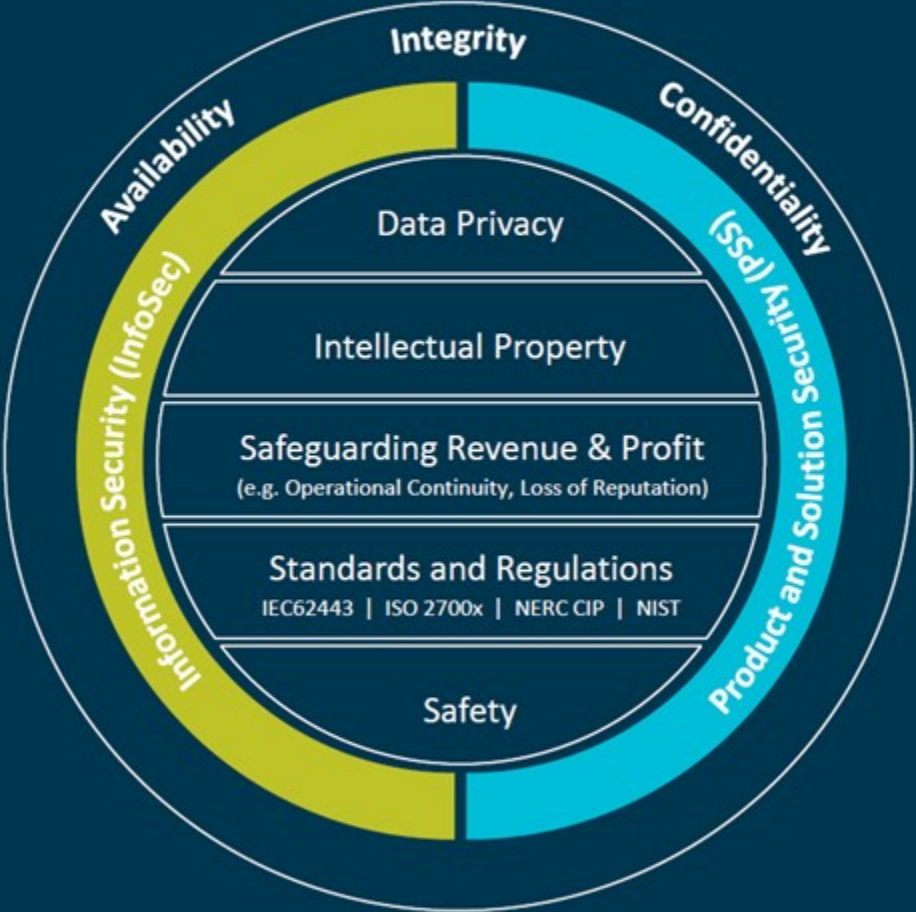 Integrity
Availability
Confidentiality
Information Security (InfoSec)
Product and Solution Security (PSS)
Data Privacy
Intellectual Property
Safeguarding Revenue & Profit
(e.g. Operational Continuity, Loss of Reputation)
Standards and Regulations
IEC62443 | ISO 2700x | NERC CIP | NIST
Safety